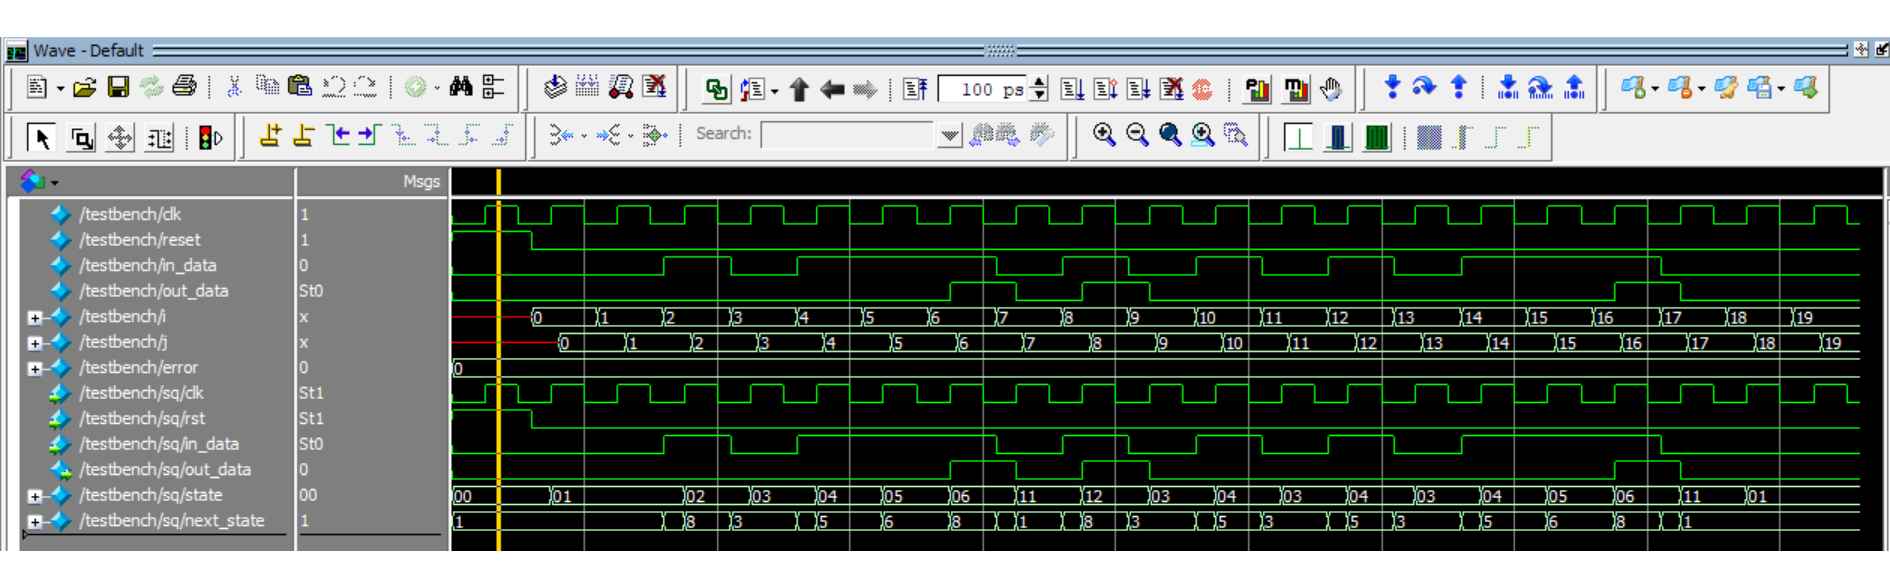 Wave - Default
100 ps
Search:
Msgs
/testbench/clk 1
/testbench/reset 1
/testbench/in_data 0
/testbench/out_data St0
/testbench/i x 0 1 2 3 4 5 6 7 8 9 10 11 12 13 14 15 16 17 18 19
/testbench/j x 0 1 2 3 4 5 6 7 8 9 10 11 12 13 14 15 16 17 18 19
/testbench/error 0 0
/testbench/sq/clk St1
/testbench/sq/rst St1
/testbench/sq/in_data St0
/testbench/sq/out_data 0
/testbench/sq/state 00 00 01 02 03 04 05 06 11 12 03 04 03 04 03 04 05 06 11 01
/testbench/sq/next_state 1 1 8 3 5 6 8 1 8 3 5 3 5 3 5 6 8 1